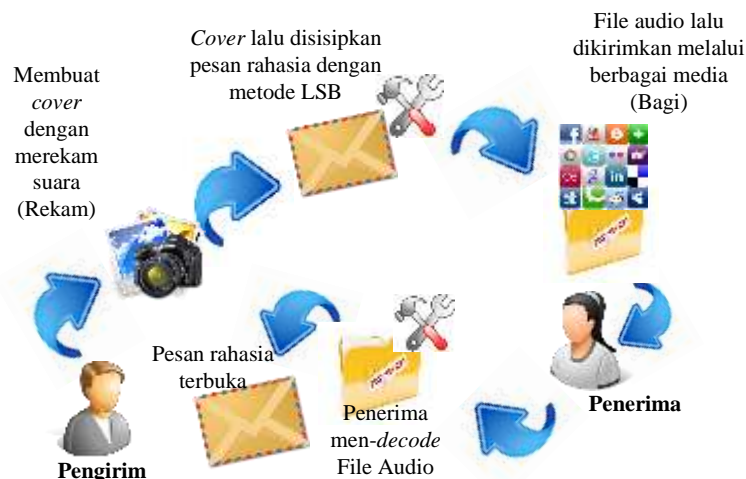 Membuat
cover
dengan
merekam
suara
(Rekam)
Cover lalu disisipkan
pesan rahasia dengan
metode LSB
File audio lalu
dikirimkan melalui
berbagai media
(Bagi)
Penerima
Penerima
men-decode
File Audio
Pesan rahasia
terbuka
Pengirim